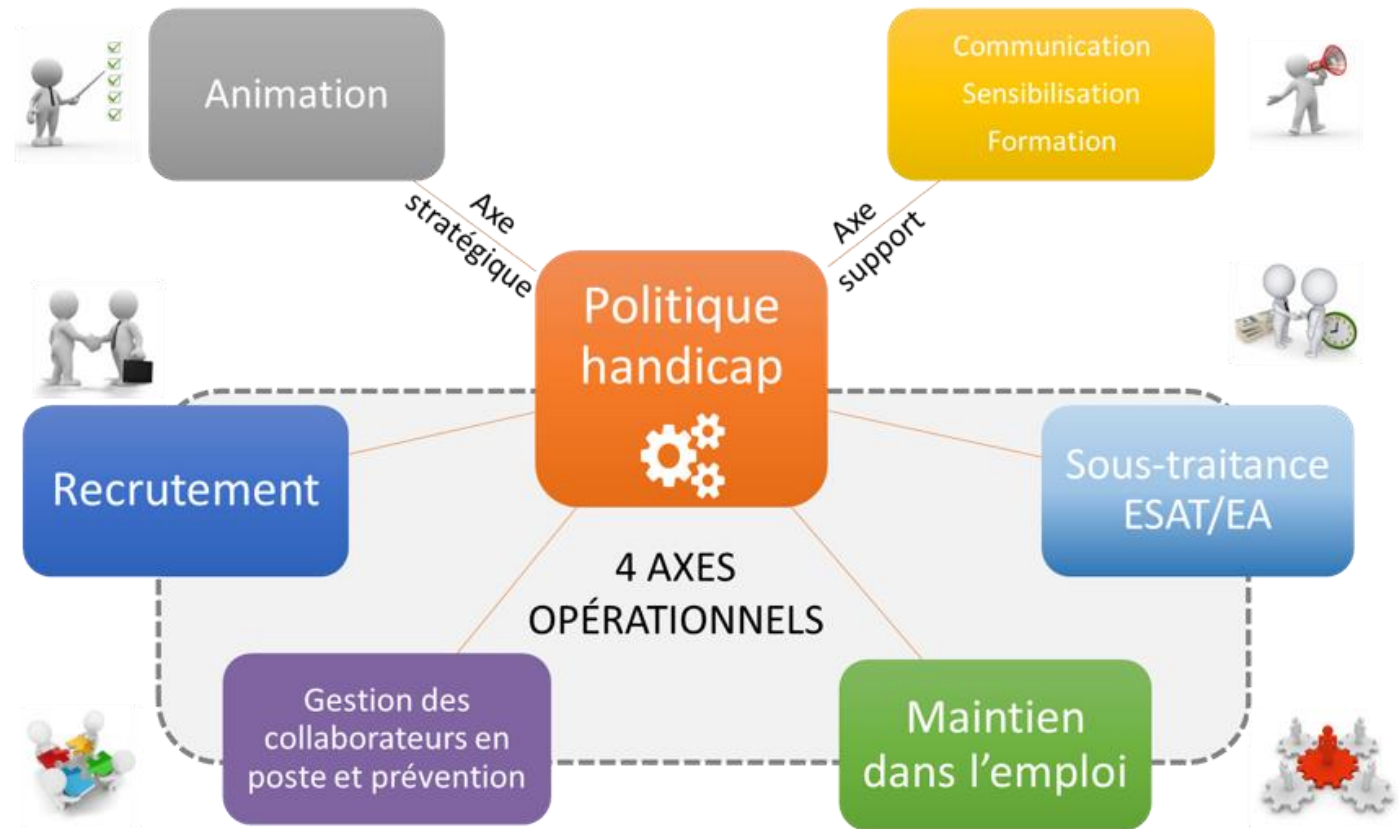 Animation
Communication
Sensibilisation
Formation
Axe
stratégique
Axe
support
Politique
handicap
Recrutement
Sous-traitance
ESAT/EA
4 AXES
OPÉRATIONNELS
Gestion des
collaborateurs en
poste et prévention
Maintien
dans l’emploi